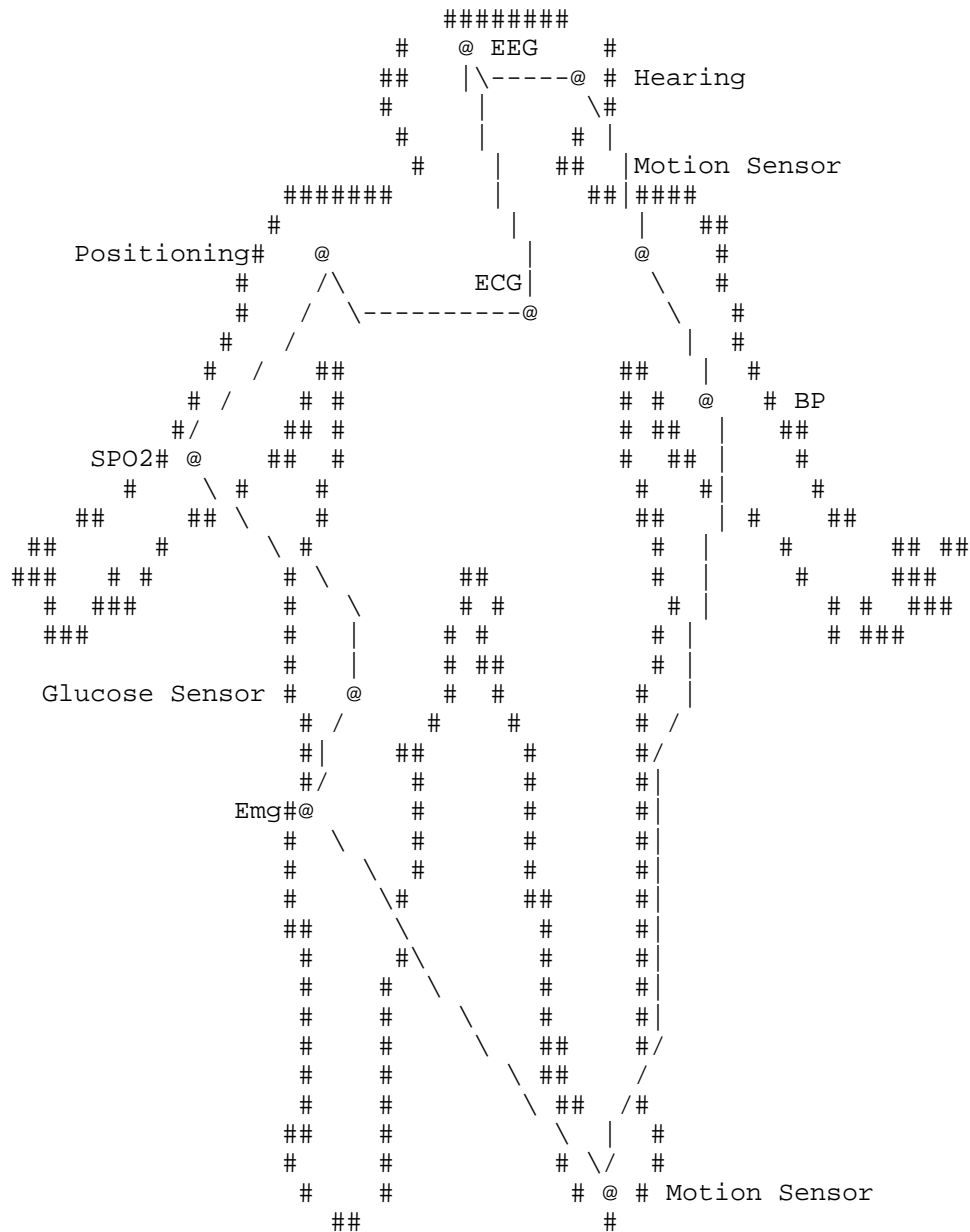 EEG
Hearing
Motion Sensor
Positioning
ECG
BP
SPO2
Glucose Sensor
Emg
Motion Sensor